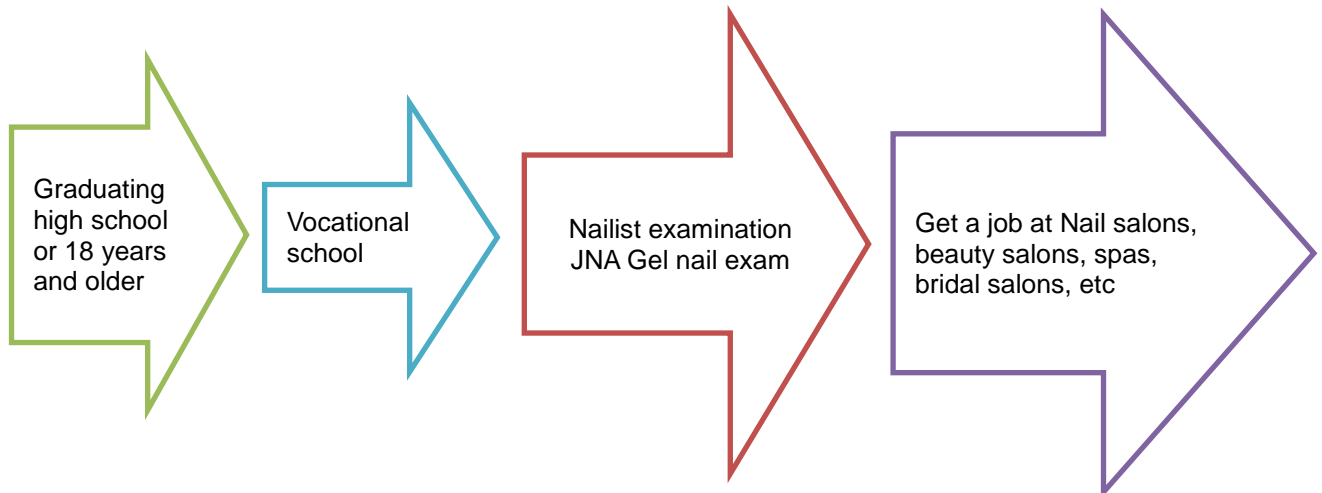 Graduating
high school
or 18 years
and older
Vocational
school
Nailist examination
JNA Gel nail exam
Get a job at Nail salons,
beauty salons, spas,
bridal salons, etc